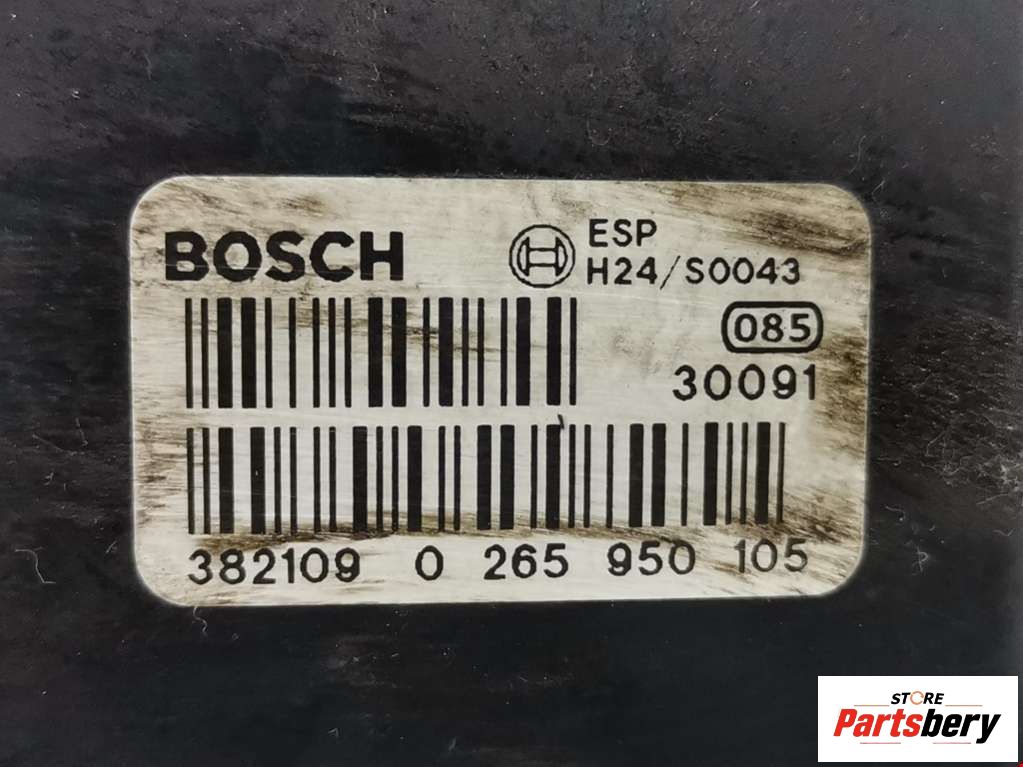 BOSCH
ESP
H24/S0043
085
30091
382109 0 265 950 105
STORE
Partsbery